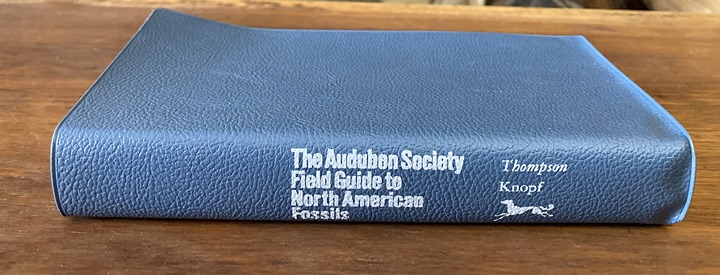 The Audubon Society
Field Guide to
North American
Fossils
Thompson
Knopf